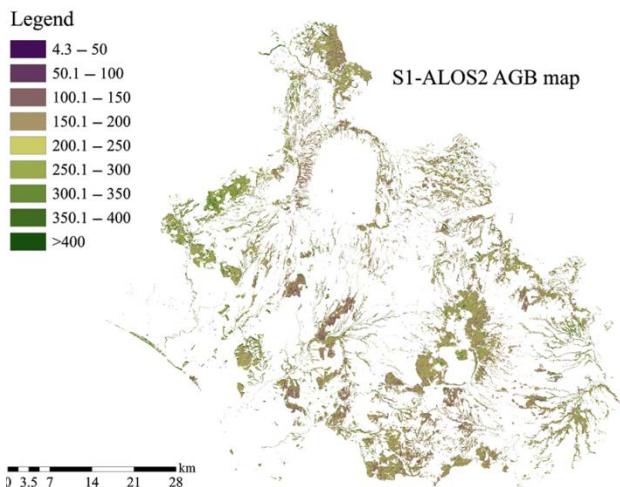 Legend
4.3 – 50
50.1 – 100
100.1 – 150
150.1 – 200
200.1 – 250
250.1 – 300
300.1 – 350
350.1 – 400
>400
S1-ALOS2 AGB map
km
0 3.5 7 14 21 28